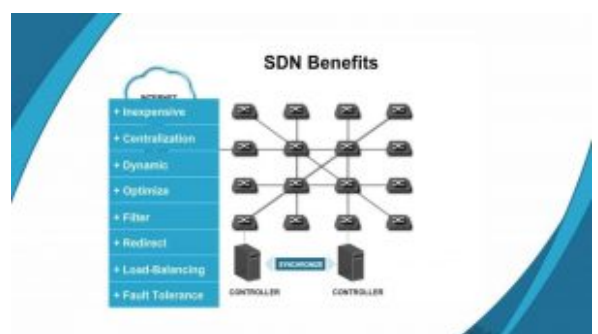 SDN Benefits
INTERNET
+ Inexpensive
+ Centralization
+ Dynamic
+ Optimize
+ Filter
+ Redirect
+ Load-Balancing
+ Fault Tolerance
SYNCHRONIZE
CONTROLLER
CONTROLLER